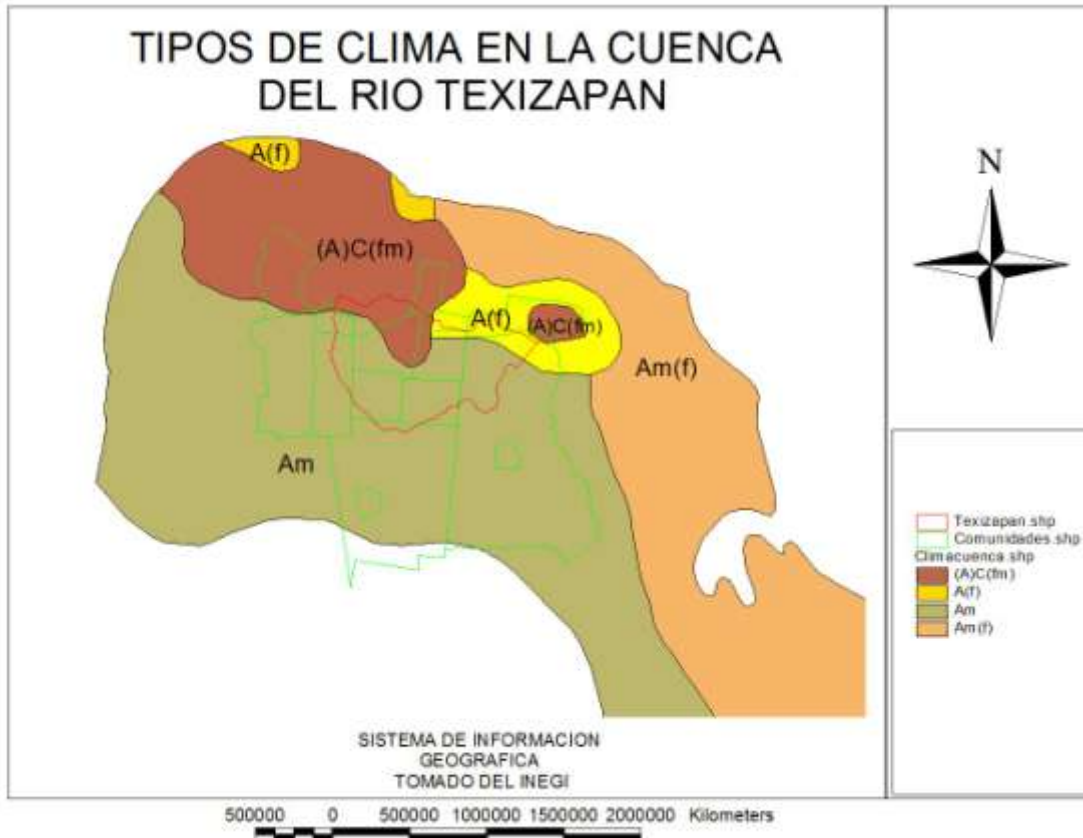 TIPOS DE CLIMA EN LA CUENCA
DEL RIO TEXIZAPAN
A(f)
N
(A)C(fm)
A(f)
(A)C(fm)
Am(f)
Am
Texizapan.shp
Comunidades.shp
Climacuenca.shp
(A)C(fm)
A(f)
Am
Am(f)
SISTEMA DE INFORMACION
GEOGRAFICA
TOMADO DEL INEGI
500000 0 500000 1000000 1500000 2000000 Kilometers